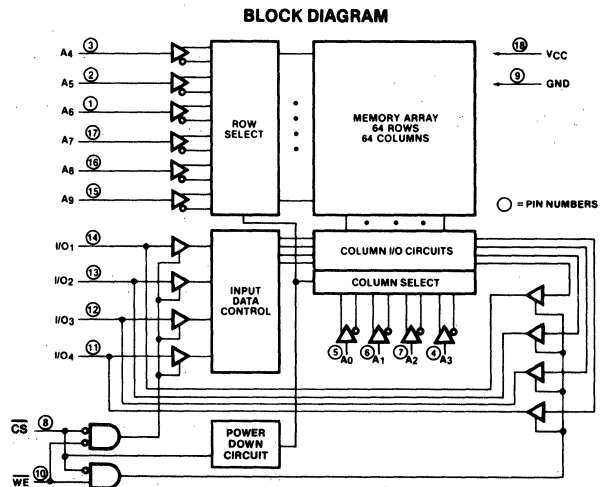 BLOCK DIAGRAM
A4 3
A5 2
A6 1
A7 17
A8 16
A9 15
ROW
SELECT
MEMORY ARRAY
64 ROWS
64 COLUMNS
18 VCC
9 GND
= PIN NUMBERS
I/O1 14
I/O2 13
I/O3 12
I/O4 11
INPUT
DATA
CONTROL
COLUMN I/O CIRCUITS
COLUMN SELECT
5 A0 6 A1 7 A2 4 A3
CS 8
WE 10
POWER
DOWN
CIRCUIT